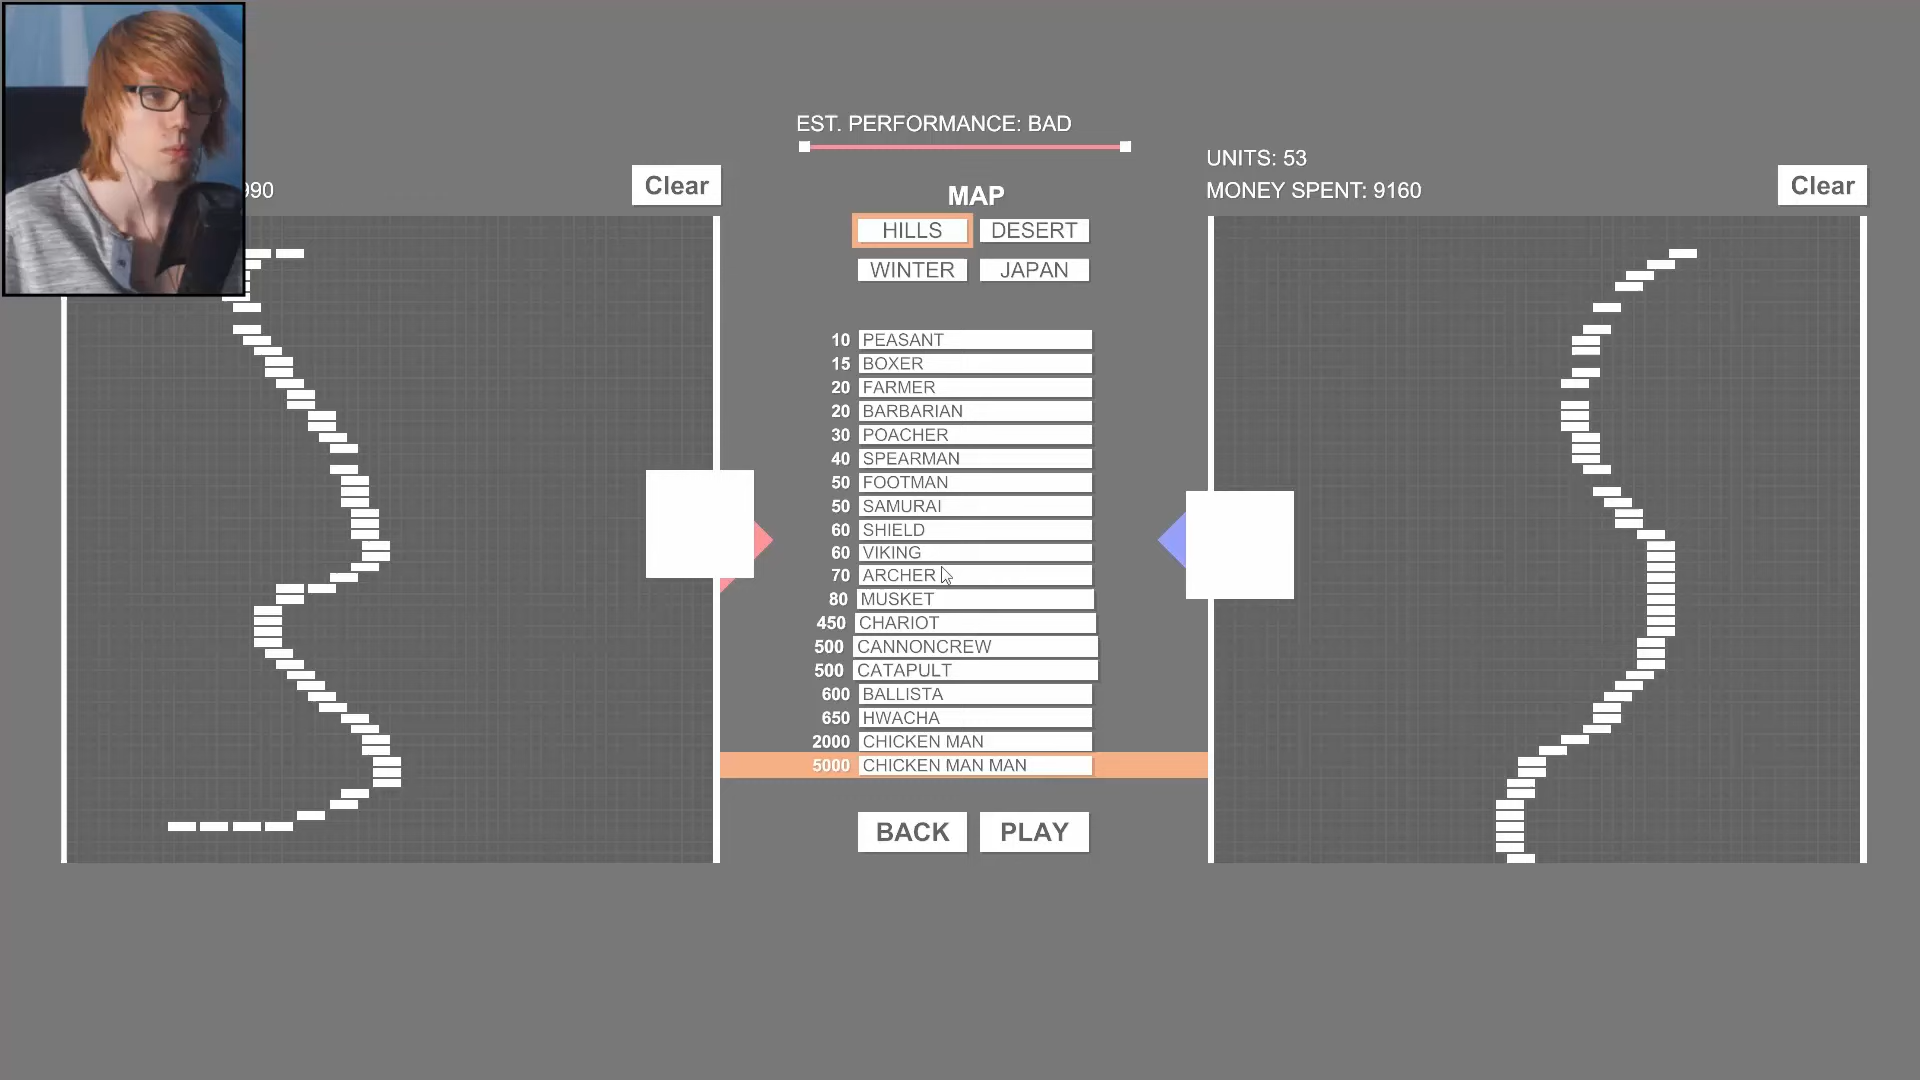 EST. PERFORMANCE: BAD
UNITS: 53
MONEY SPENT: 9160
990
Clear
Clear
MAP
HILLS DESERT
WINTER JAPAN
10 PEASANT
15 BOXER
20 FARMER
20 BARBARIAN
30 POACHER
40 SPEARMAN
50 FOOTMAN
50 SAMURAI
60 SHIELD
60 VIKING
70 ARCHER
80 MUSKET
450 CHARIOT
500 CANNONCREW
500 CATAPULT
600 BALLISTA
650 HWACHA
2000 CHICKEN MAN
5000 CHICKEN MAN MAN
BACK PLAY